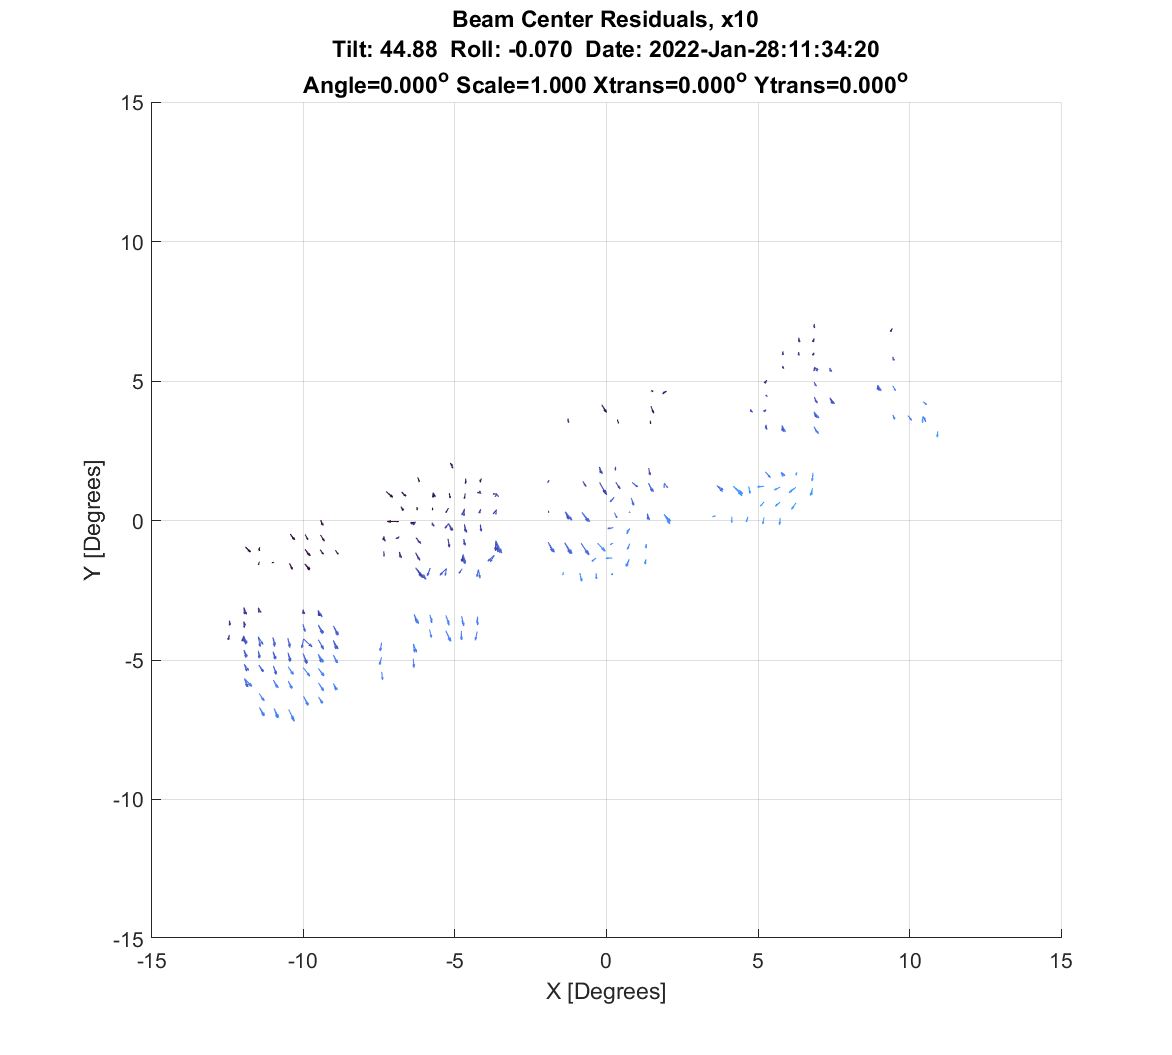 Beam Center Residuals, x10
Tilt: 44.88  Roll: -0.070  Date: 2022-Jan-28:11:34:20
Angle=0.000° Scale=1.000 Xtrans=0.000° Ytrans=0.000°
15
10
5
0
-5
-10
-15
Y [Degrees]
-15 -10 -5 0 5 10 15
X [Degrees]